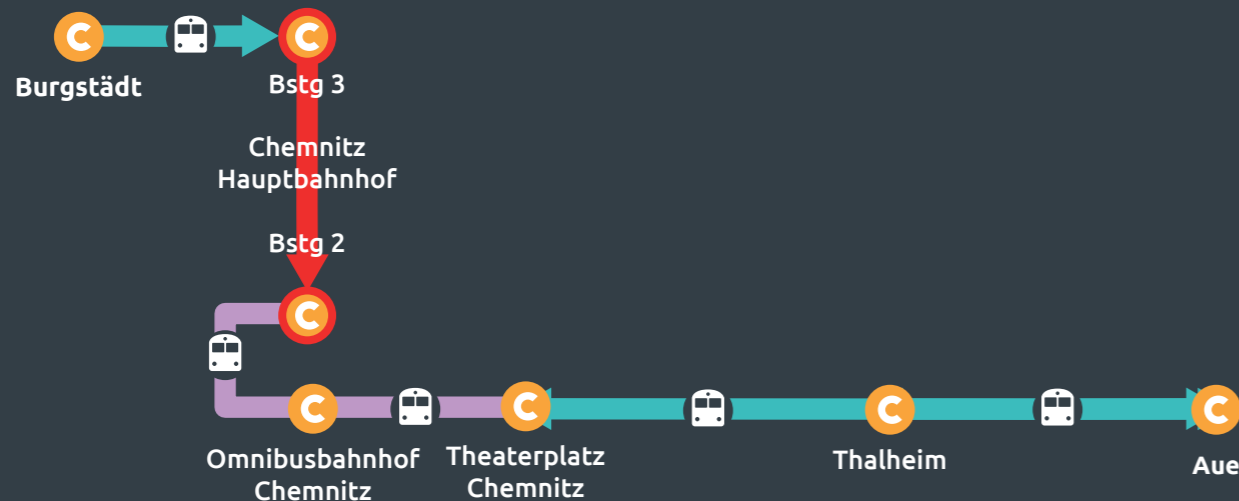 Burgstädt
Bstg 3
Chemnitz
Hauptbahnhof
Bstg 2
Omnibusbahnhof
Chemnitz
Theaterplatz
Chemnitz
Thalheim
Aue